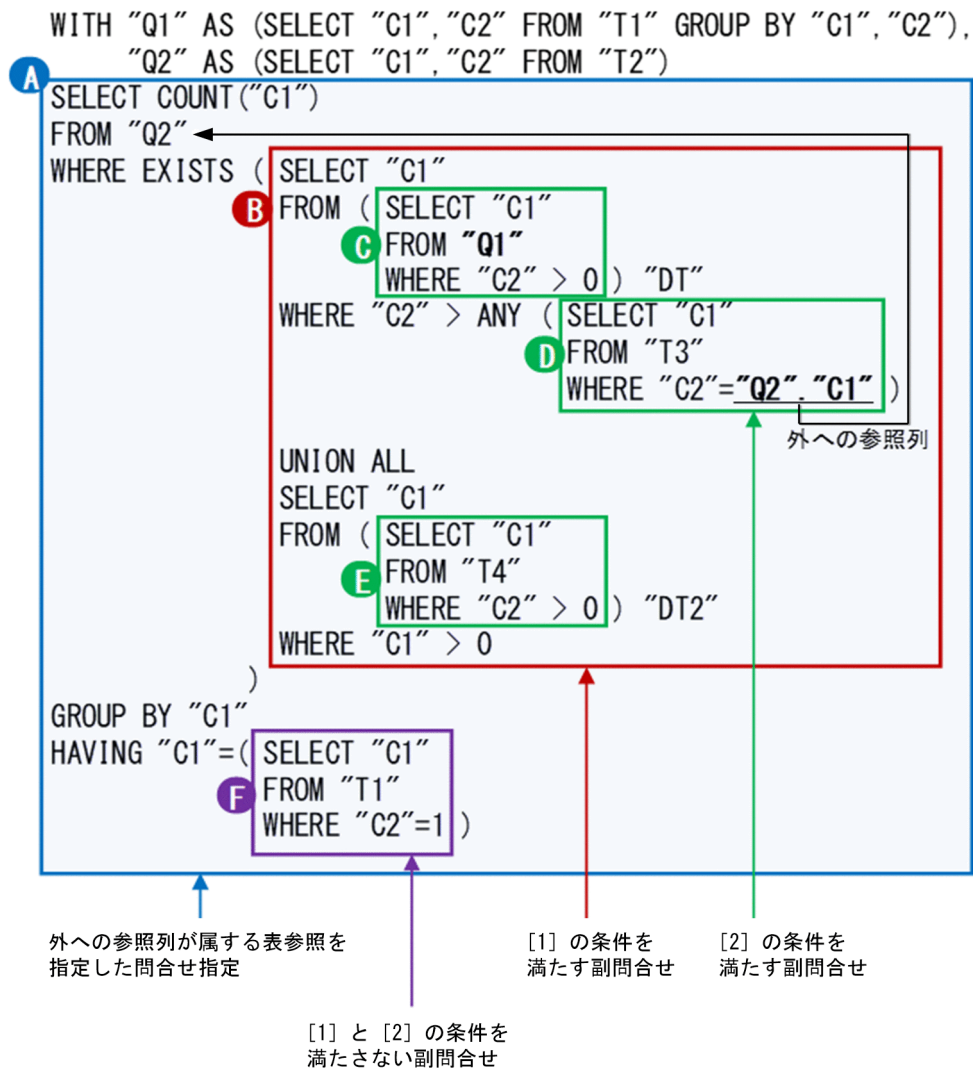 WITH "Q1" AS (SELECT "C1","C2" FROM "T1" GROUP BY "C1","C2"),
"Q2" AS (SELECT "C1","C2" FROM "T2")
A
SELECT COUNT("C1")
FROM "Q2"
WHERE EXISTS ( SELECT "C1"
B FROM ( SELECT "C1"
C FROM "Q1"
WHERE "C2" > 0 ) "DT"
WHERE "C2" > ANY ( SELECT "C1"
D FROM "T3"
WHERE "C2"="Q2"."C1" )
外への参照列
UNION ALL
SELECT "C1"
FROM ( SELECT "C1"
E FROM "T4"
WHERE "C2" > 0 ) "DT2"
WHERE "C1" > 0
)
GROUP BY "C1"
HAVING "C1"=( SELECT "C1"
F FROM "T1"
WHERE "C2"=1 )
外への参照列が属する表参照を
指定した問合せ指定
[1] の条件を
満たす副問合せ
[2] の条件を
満たす副問合せ
[1] と [2] の条件を
満たさない副問合せ